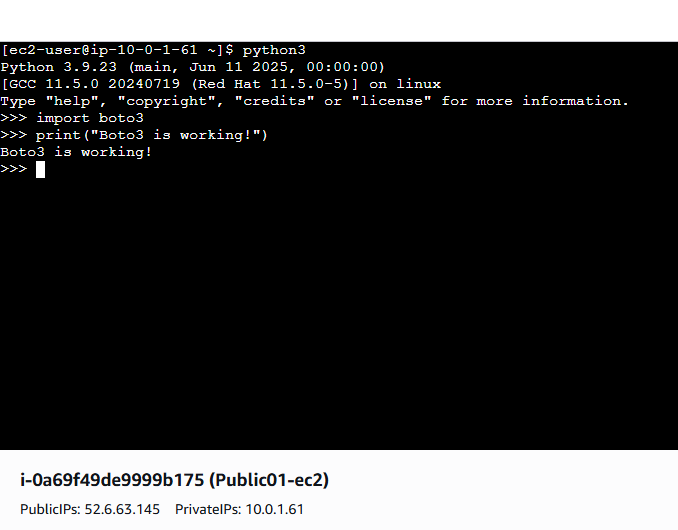 [ec2-user@ip-10-0-1-61 ~]$ python3
Python 3.9.23 (main, Jun 11 2025, 00:00:00)
[GCC 11.5.0 20240719 (Red Hat 11.5.0-5)] on linux
Type "help", "copyright", "credits" or "license" for more information.
>>> import boto3
>>> print("Boto3 is working!")
Boto3 is working!
>>>
i-0a69f49de9999b175 (Public01-ec2)
PublicIPs: 52.6.63.145 PrivateIPs: 10.0.1.61